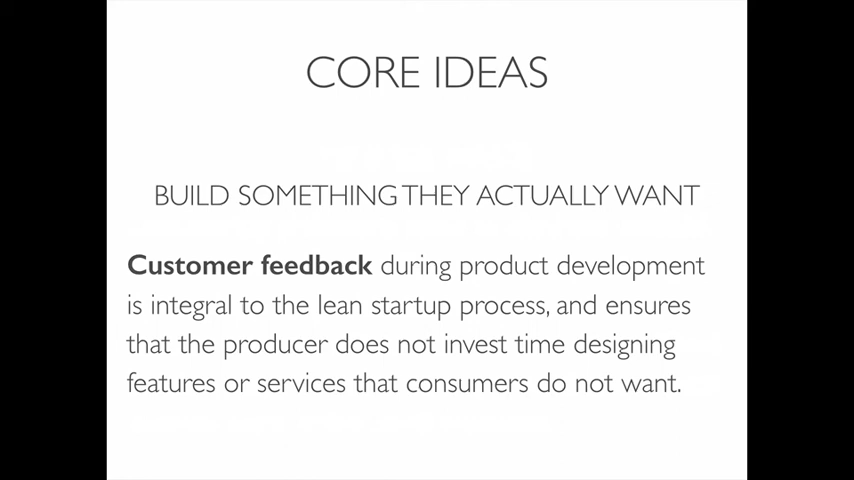 CORE IDEAS
BUILD SOMETHING THEY ACTUALLY WANT
Customer feedback during product development
is integral to the lean startup process, and ensures
that the producer does not invest time designing
features or services that consumers do not want.